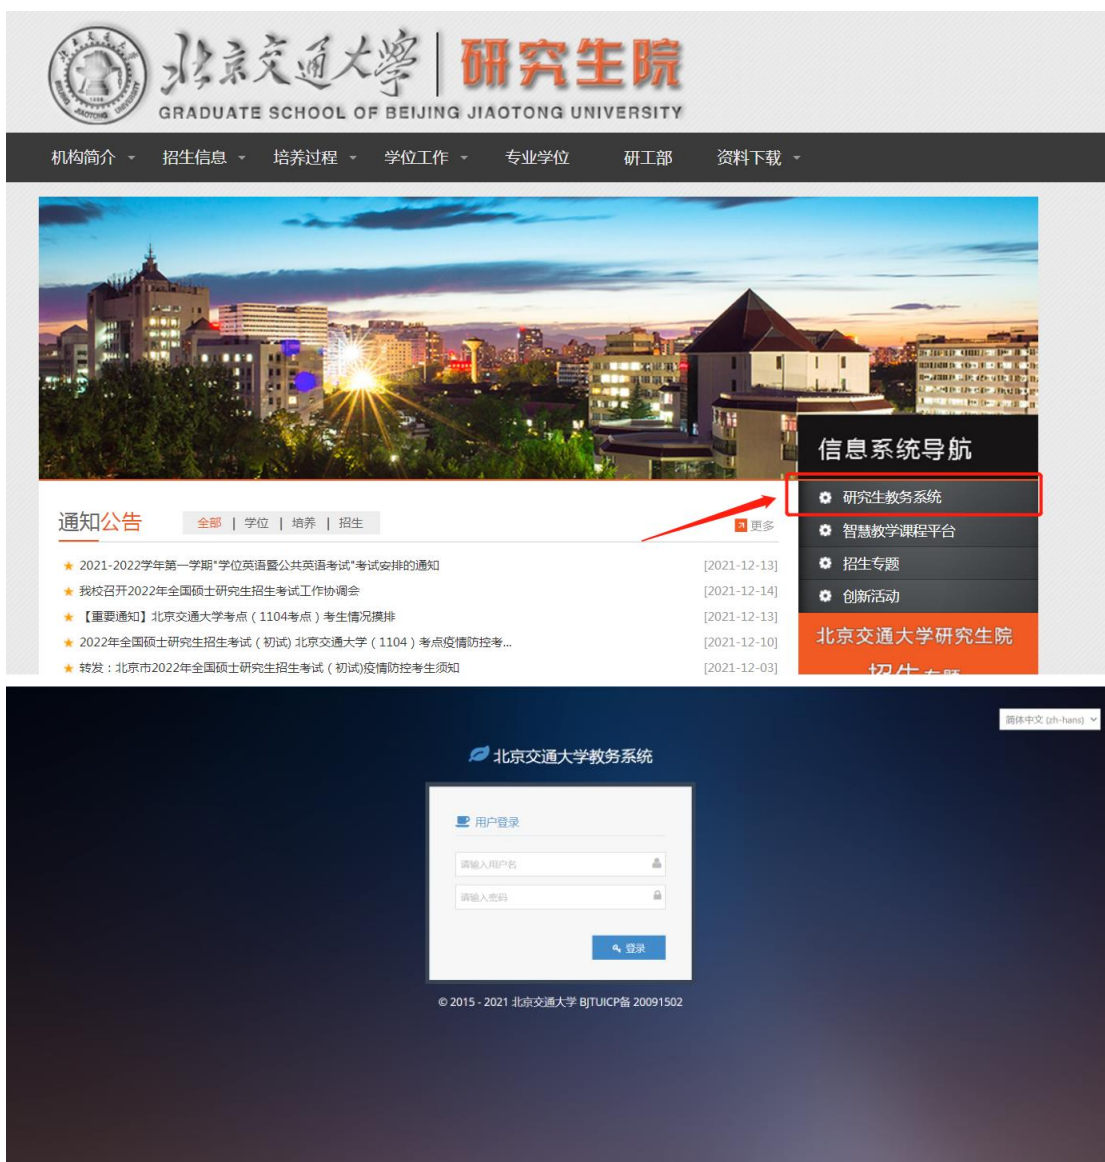 北京交通大学 研究生院
GRADUATE SCHOOL OF BEIJING JIAOTONG UNIVERSITY
机构简介 招生信息 培养过程 学位工作 专业学位 研工部 资料下载
信息系统导航
研究生教务系统
智慧教学课程平台
招生专题
创新活动
北京交通大学研究生院
招生专题
通知公告 全部 | 学位 | 培养 | 招生 更多
★ 2021-2022学年第一学期"学位英语暨公共英语考试"考试安排的通知 [2021-12-13]
★ 我校召开2022年全国硕士研究生招生考试工作协调会 [2021-12-14]
★ 【重要通知】北京交通大学考点（1104考点）考生情况摸排 [2021-12-13]
★ 2022年全国硕士研究生招生考试（初试) 北京交通大学（1104）考点疫情防控考... [2021-12-10]
★ 转发：北京市2022年全国硕士研究生招生考试（初试)疫情防控考生须知 [2021-12-03]
简体中文 (zh-hans)
北京交通大学教务系统
用户登录
请输入用户名
请输入密码
登录
© 2015 - 2021 北京交通大学 BJTUICP备 20091502